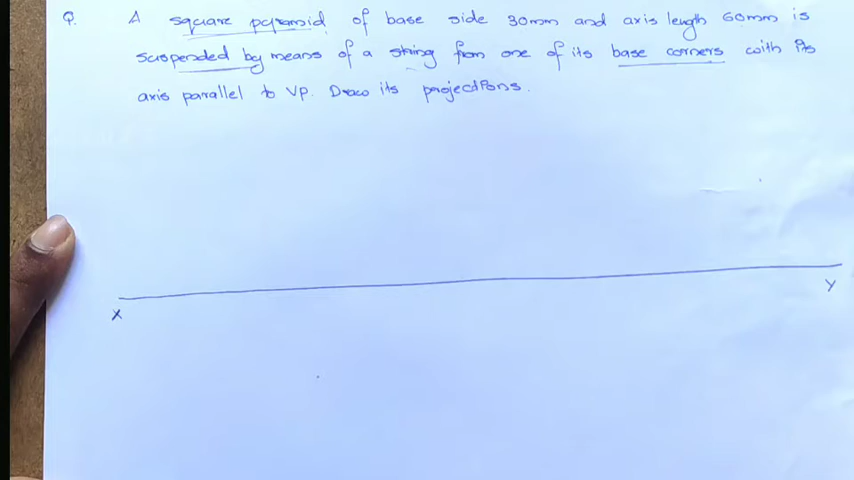 Q. A square pyramid of base side 30mm and axis length 60mm is
suspended by means of a string from one of its base corners with its
axis parallel to VP. Draw its projections.
X Y